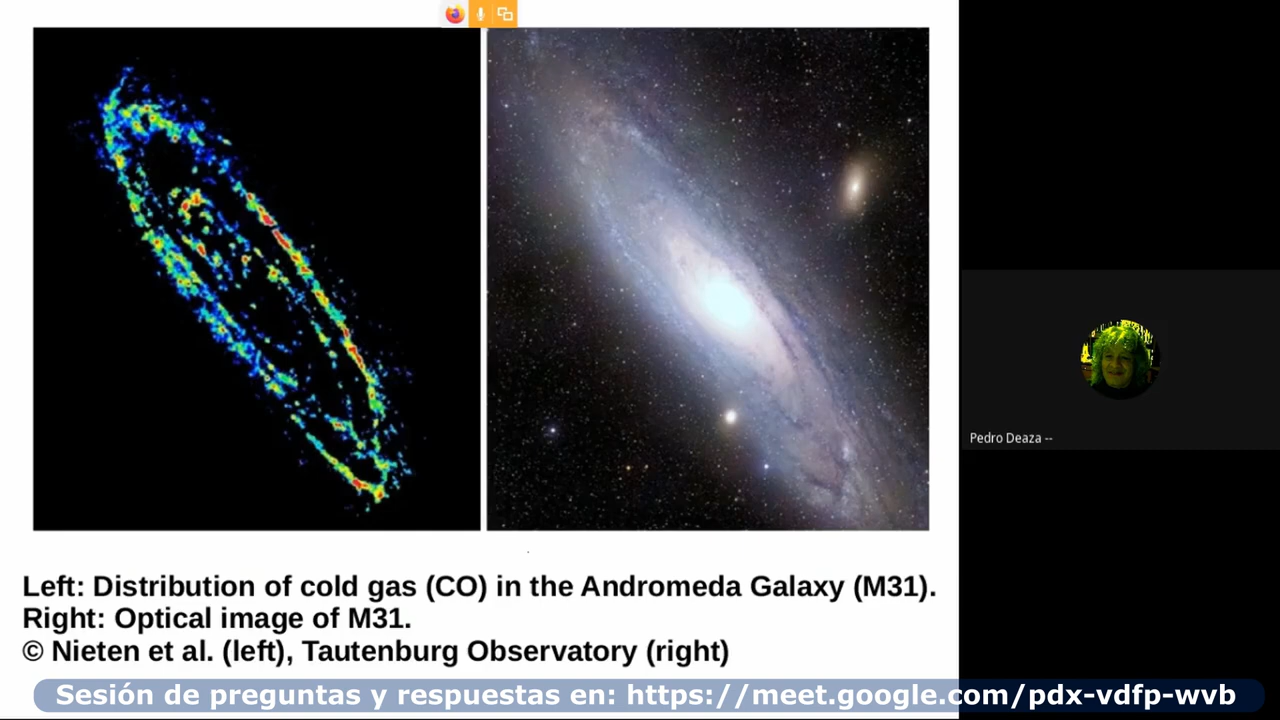 Left: Distribution of cold gas (CO) in the Andromeda Galaxy (M31).
Right: Optical image of M31.
© Nieten et al. (left), Tautenburg Observatory (right)
Pedro Deaza --
Sesión de preguntas y respuestas en: https://meet.google.com/pdx-vdfp-wvb